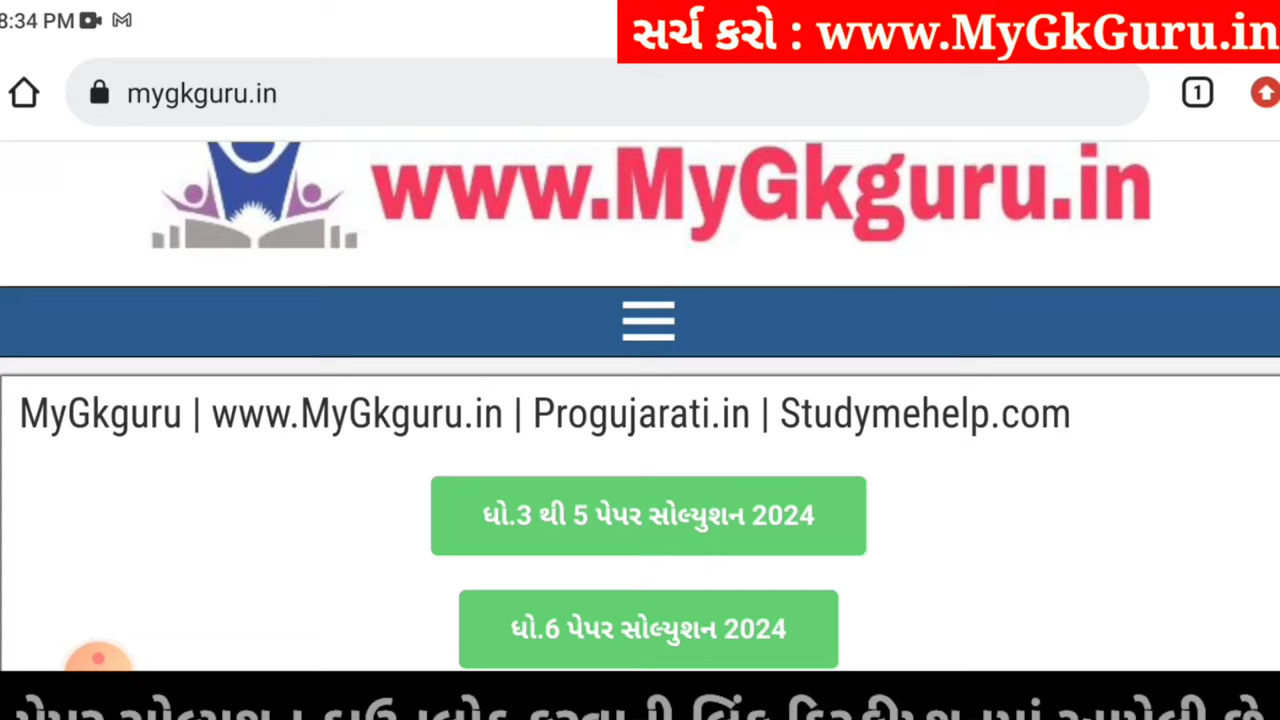 8:34 PM
સર્ચ કરો : www.MyGkGuru.in
mygkguru.in
1
www.MyGkguru.in
MyGkguru | www.MyGkguru.in | Progujarati.in | Studymehelp.com
ધો.3 થી 5 પેપર સોલ્યુશન 2024
ધો.6 પેપર સોલ્યુશન 2024